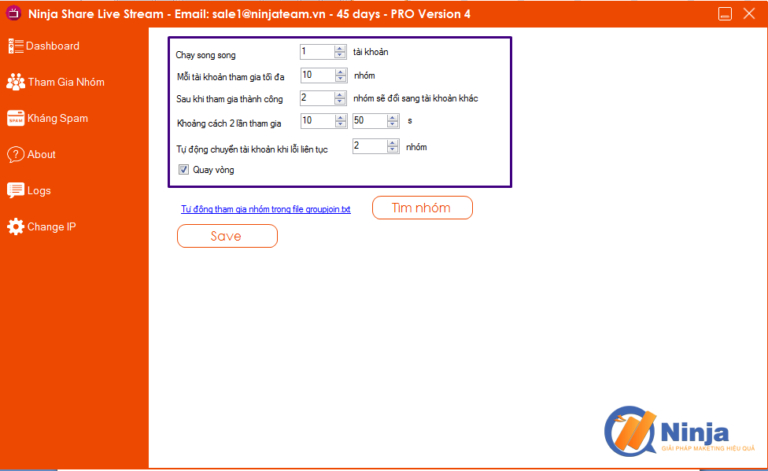 Ninja Share Live Stream - Email: sale1@ninjateam.vn - 45 days - PRO Version 4
Dashboard
Tham Gia Nhóm
SPAM
Kháng Spam
About
Logs
Change IP
Chạy song song 1 tài khoản
Mỗi tài khoản tham gia tối đa 10 nhóm
Sau khi tham gia thành công 2 nhóm sẽ đổi sang tài khoản khác
Khoảng cách 2 lần tham gia 10 50 s
Tự động chuyển tài khoản khi lỗi liên tục 2 nhóm
Quay vòng
Tự động tham gia nhóm trong file groupjoin.txt
Tìm nhóm
Save
Ninja
GIẢI PHÁP MAKETING HIỆU QUẢ